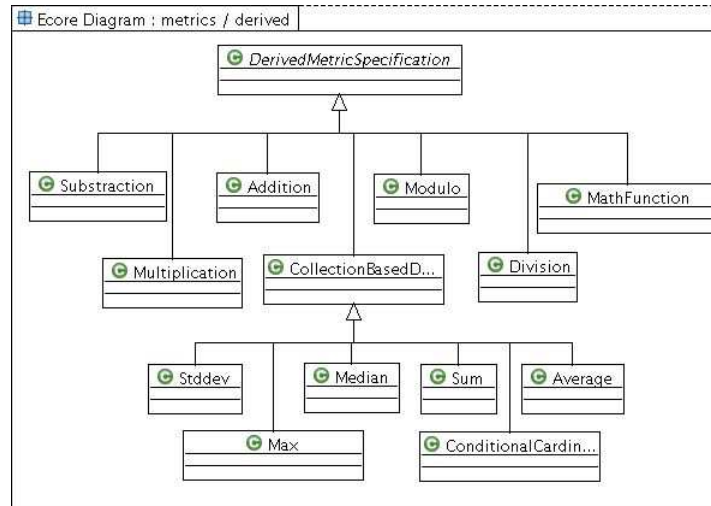 Ecore Diagram : metrics / derived
DerivedMetricSpecification
Substraction
Addition
Modulo
MathFunction
Multiplication
CollectionBasedD...
Division
Stddev
Median
Sum
Average
Max
ConditionalCardin...